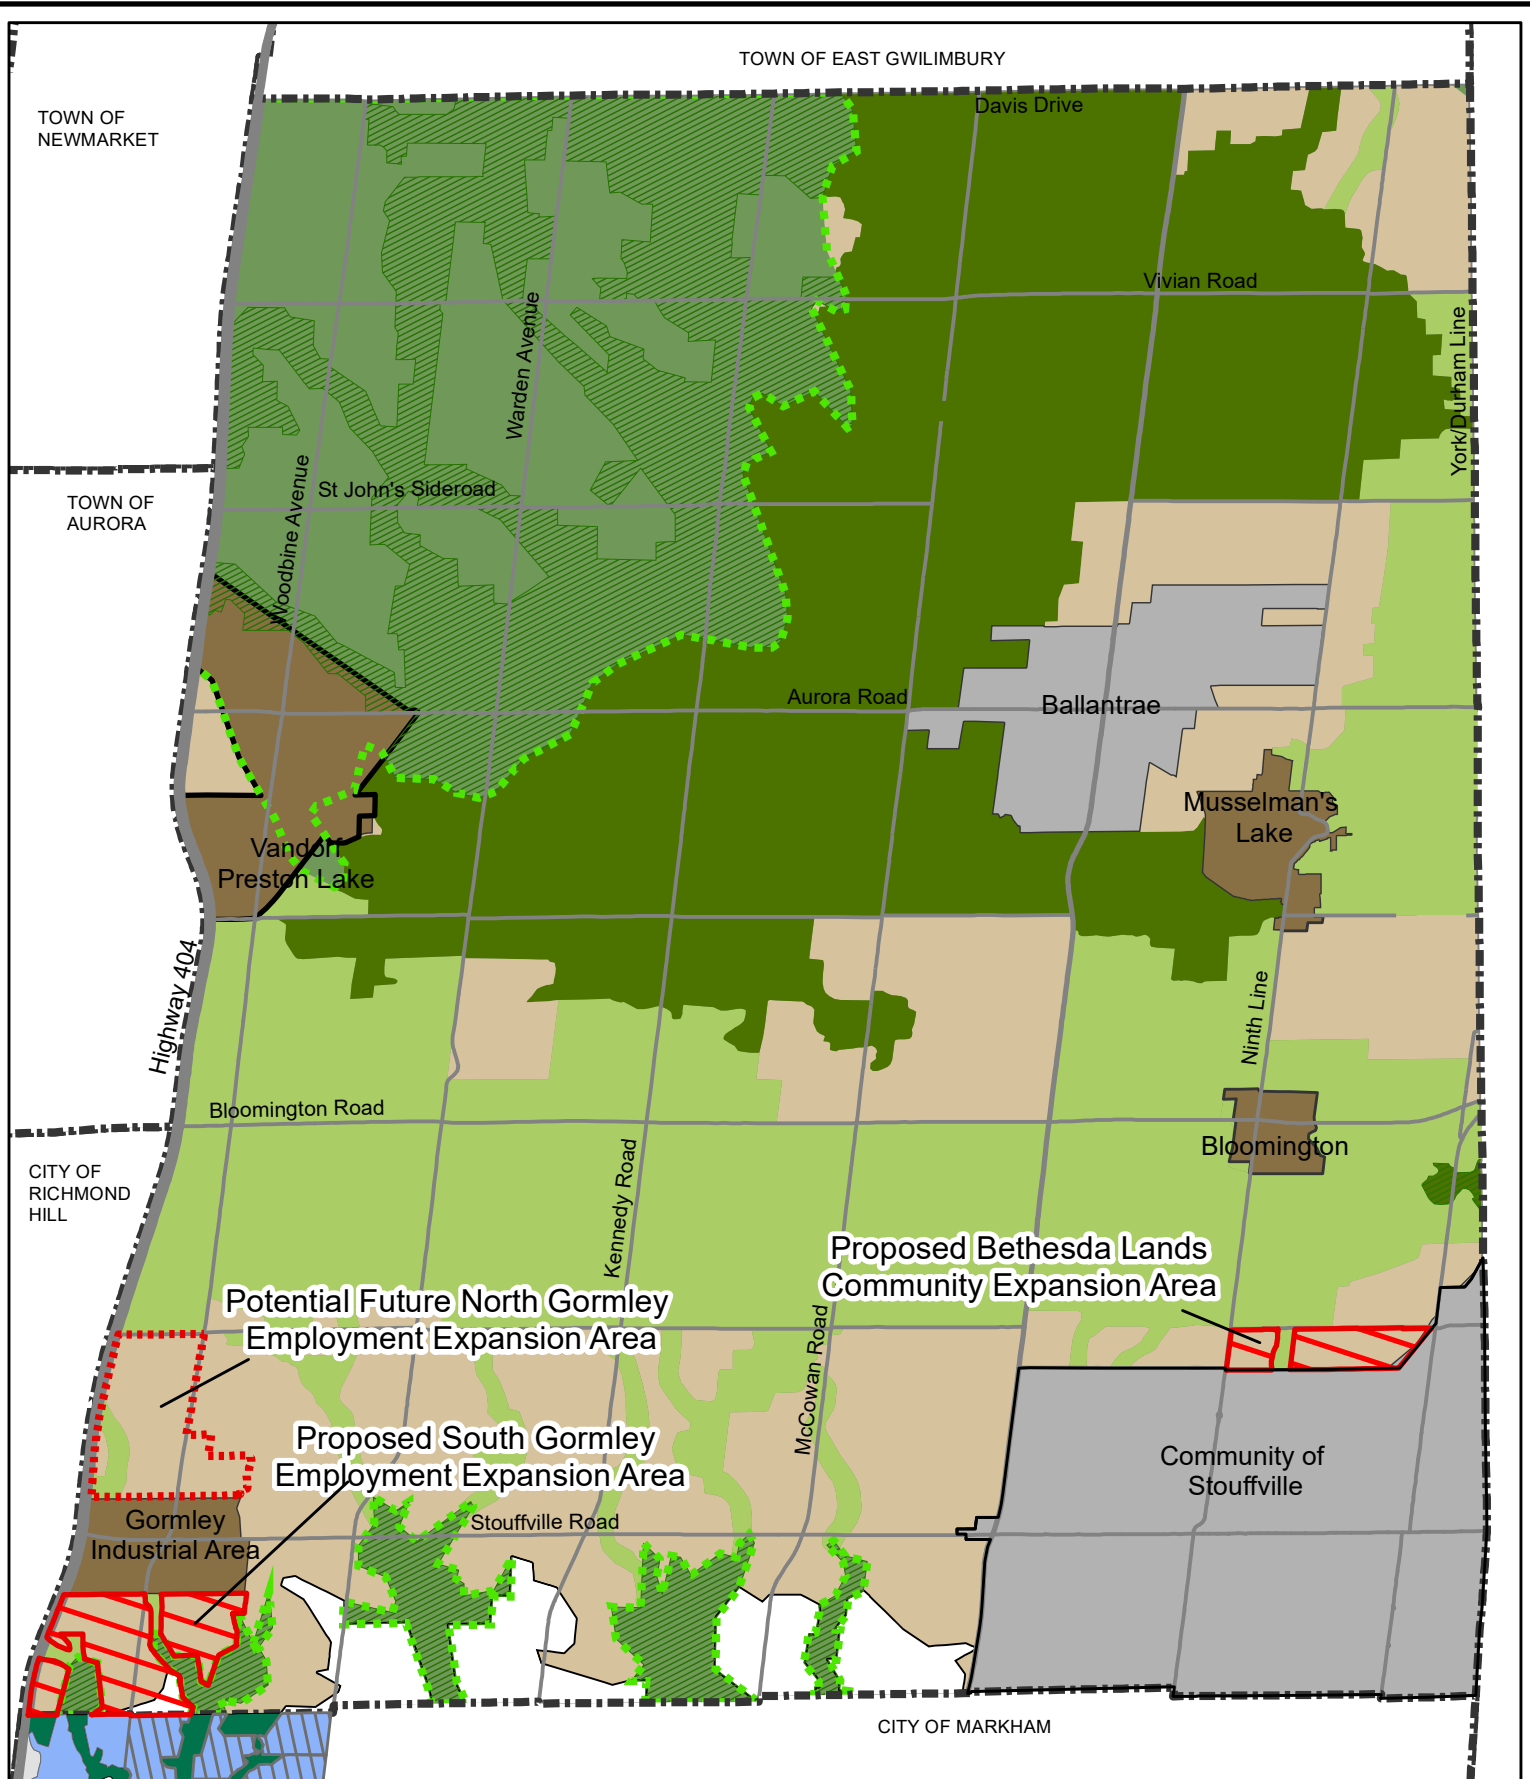 TOWN OF EAST GWILIMBURY
Davis Drive
TOWN OF
NEWMARKET
Vivian Road
York/Durham Line
Warden Avenue
St John's Sideroad
Woodbine Avenue
TOWN OF
AURORA
Aurora Road
Ballantrae
Musselman's
Lake
Vandorf
Preston Lake
Highway 404
Ninth Line
Bloomington Road
Bloomington
Kennedy Road
CITY OF
RICHMOND
HILL
Proposed Bethesda Lands
Community Expansion Area
Potential Future North Gormley
Employment Expansion Area
McCowan Road
Proposed South Gormley
Employment Expansion Area
Community of
Stouffville
Gormley
Industrial Area
Stouffville Road
CITY OF MARKHAM